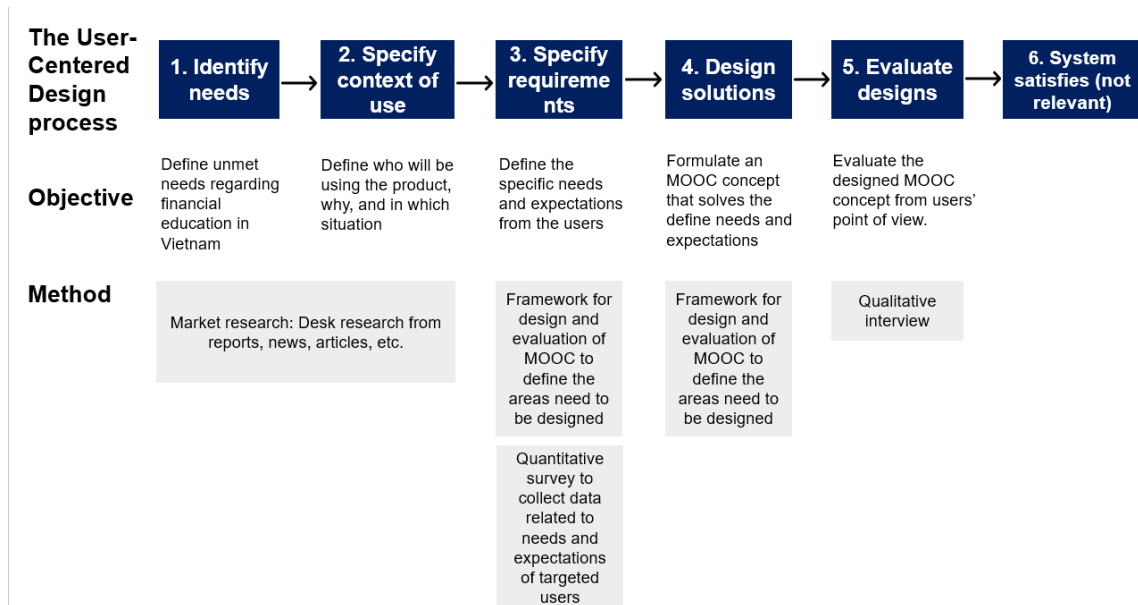 The User-
Centered
Design
process
1. Identify
needs
2. Specify
context of
use
3. Specify
requireme
nts
4. Design
solutions
5. Evaluate
designs
6. System
satisfies (not
relevant)
Objective
Define unmet
needs regarding
financial
education in
Vietnam
Define who will be
using the product,
why, and in which
situation
Define the
specific needs
and expectations
from the users
Formulate an
MOOC concept
that solves the
define needs and
expectations
Evaluate the
designed MOOC
concept from users’
point of view.
Method
Market research: Desk research from
reports, news, articles, etc.
Framework for
design and
evaluation of
MOOC to
define the
areas need to
be designed
Framework for
design and
evaluation of
MOOC to
define the
areas need to
be designed
Qualitative
interview
Quantitative
survey to
collect data
related to
needs and
expectations
of targeted
users